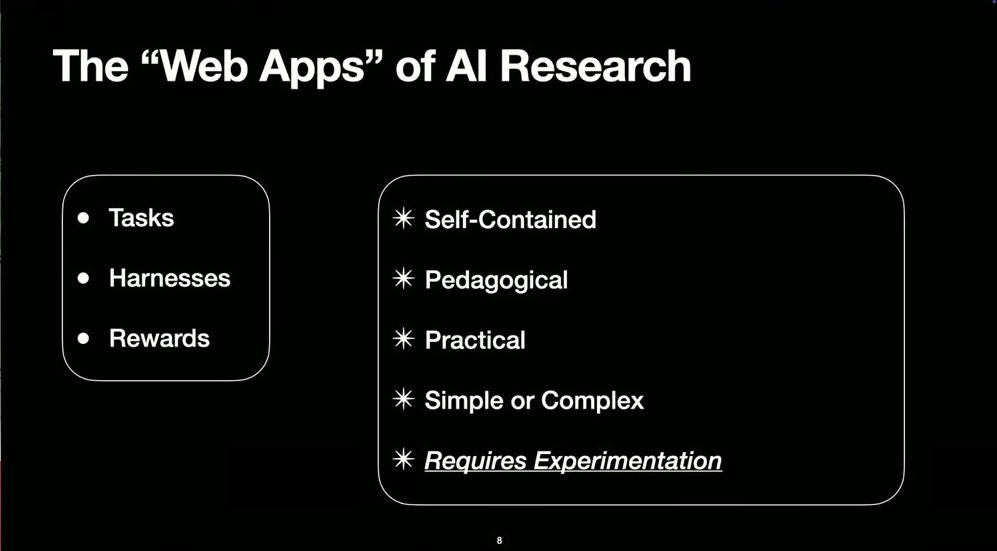 The “Web Apps” of AI Research
Tasks
Harnesses
Rewards
Self-Contained
Pedagogical
Practical
Simple or Complex
Requires Experimentation
8